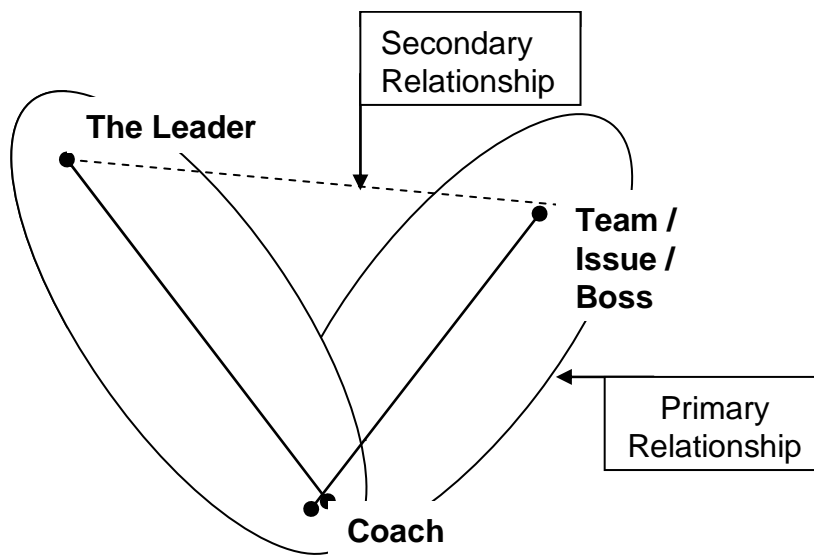 Secondary
Relationship
The Leader
Team /
Issue /
Boss
Primary
Relationship
Coach